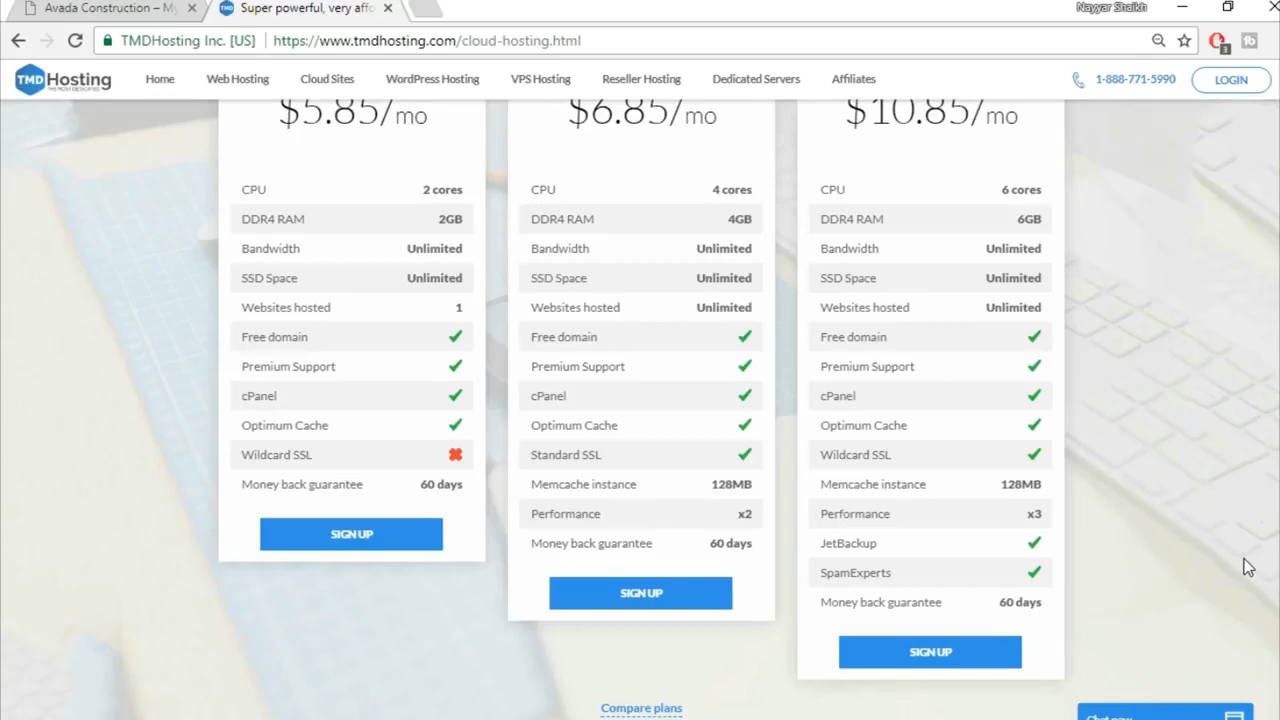 Avada Construction – My
Super powerful, very affo
Nayyar Shaikh
TMDHosting Inc. [US]
https://www.tmdhosting.com/cloud-hosting.html
3
TMDHosting
THE MOST DEDICATED
Home
Web Hosting
Cloud Sites
WordPress Hosting
VPS Hosting
Reseller Hosting
Dedicated Servers
Affiliates
1-888-771-5990
LOGIN
$5.85/mo
CPU 2 cores
DDR4 RAM 2GB
Bandwidth Unlimited
SSD Space Unlimited
Websites hosted 1
Free domain
Premium Support
cPanel
Optimum Cache
Wildcard SSL
Money back guarantee 60 days
SIGN UP
$6.85/mo
CPU 4 cores
DDR4 RAM 4GB
Bandwidth Unlimited
SSD Space Unlimited
Websites hosted Unlimited
Free domain
Premium Support
cPanel
Optimum Cache
Standard SSL
Memcache instance 128MB
Performance x2
Money back guarantee 60 days
SIGN UP
$10.85/mo
CPU 6 cores
DDR4 RAM 6GB
Bandwidth Unlimited
SSD Space Unlimited
Websites hosted Unlimited
Free domain
Premium Support
cPanel
Optimum Cache
Wildcard SSL
Memcache instance 128MB
Performance x3
JetBackup
SpamExperts
Money back guarantee 60 days
SIGN UP
Compare plans
Chat now